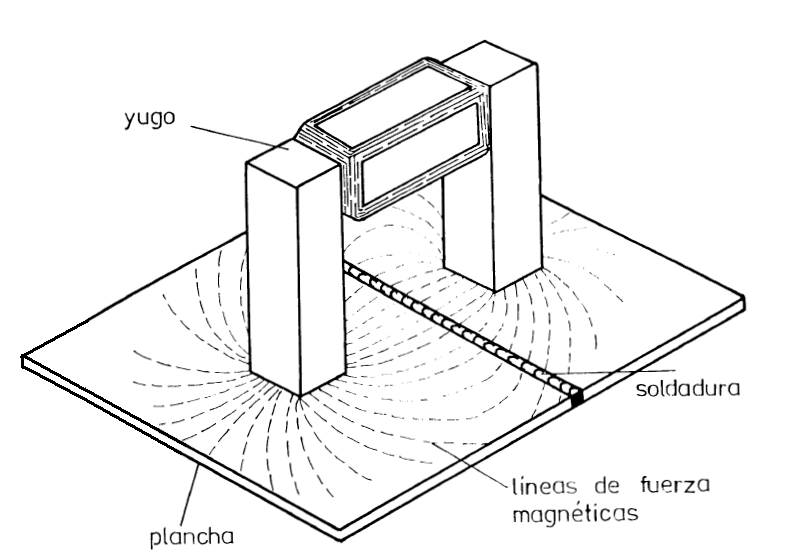 yugo
soldadura
líneas de fuerza
magnéticas
plancha